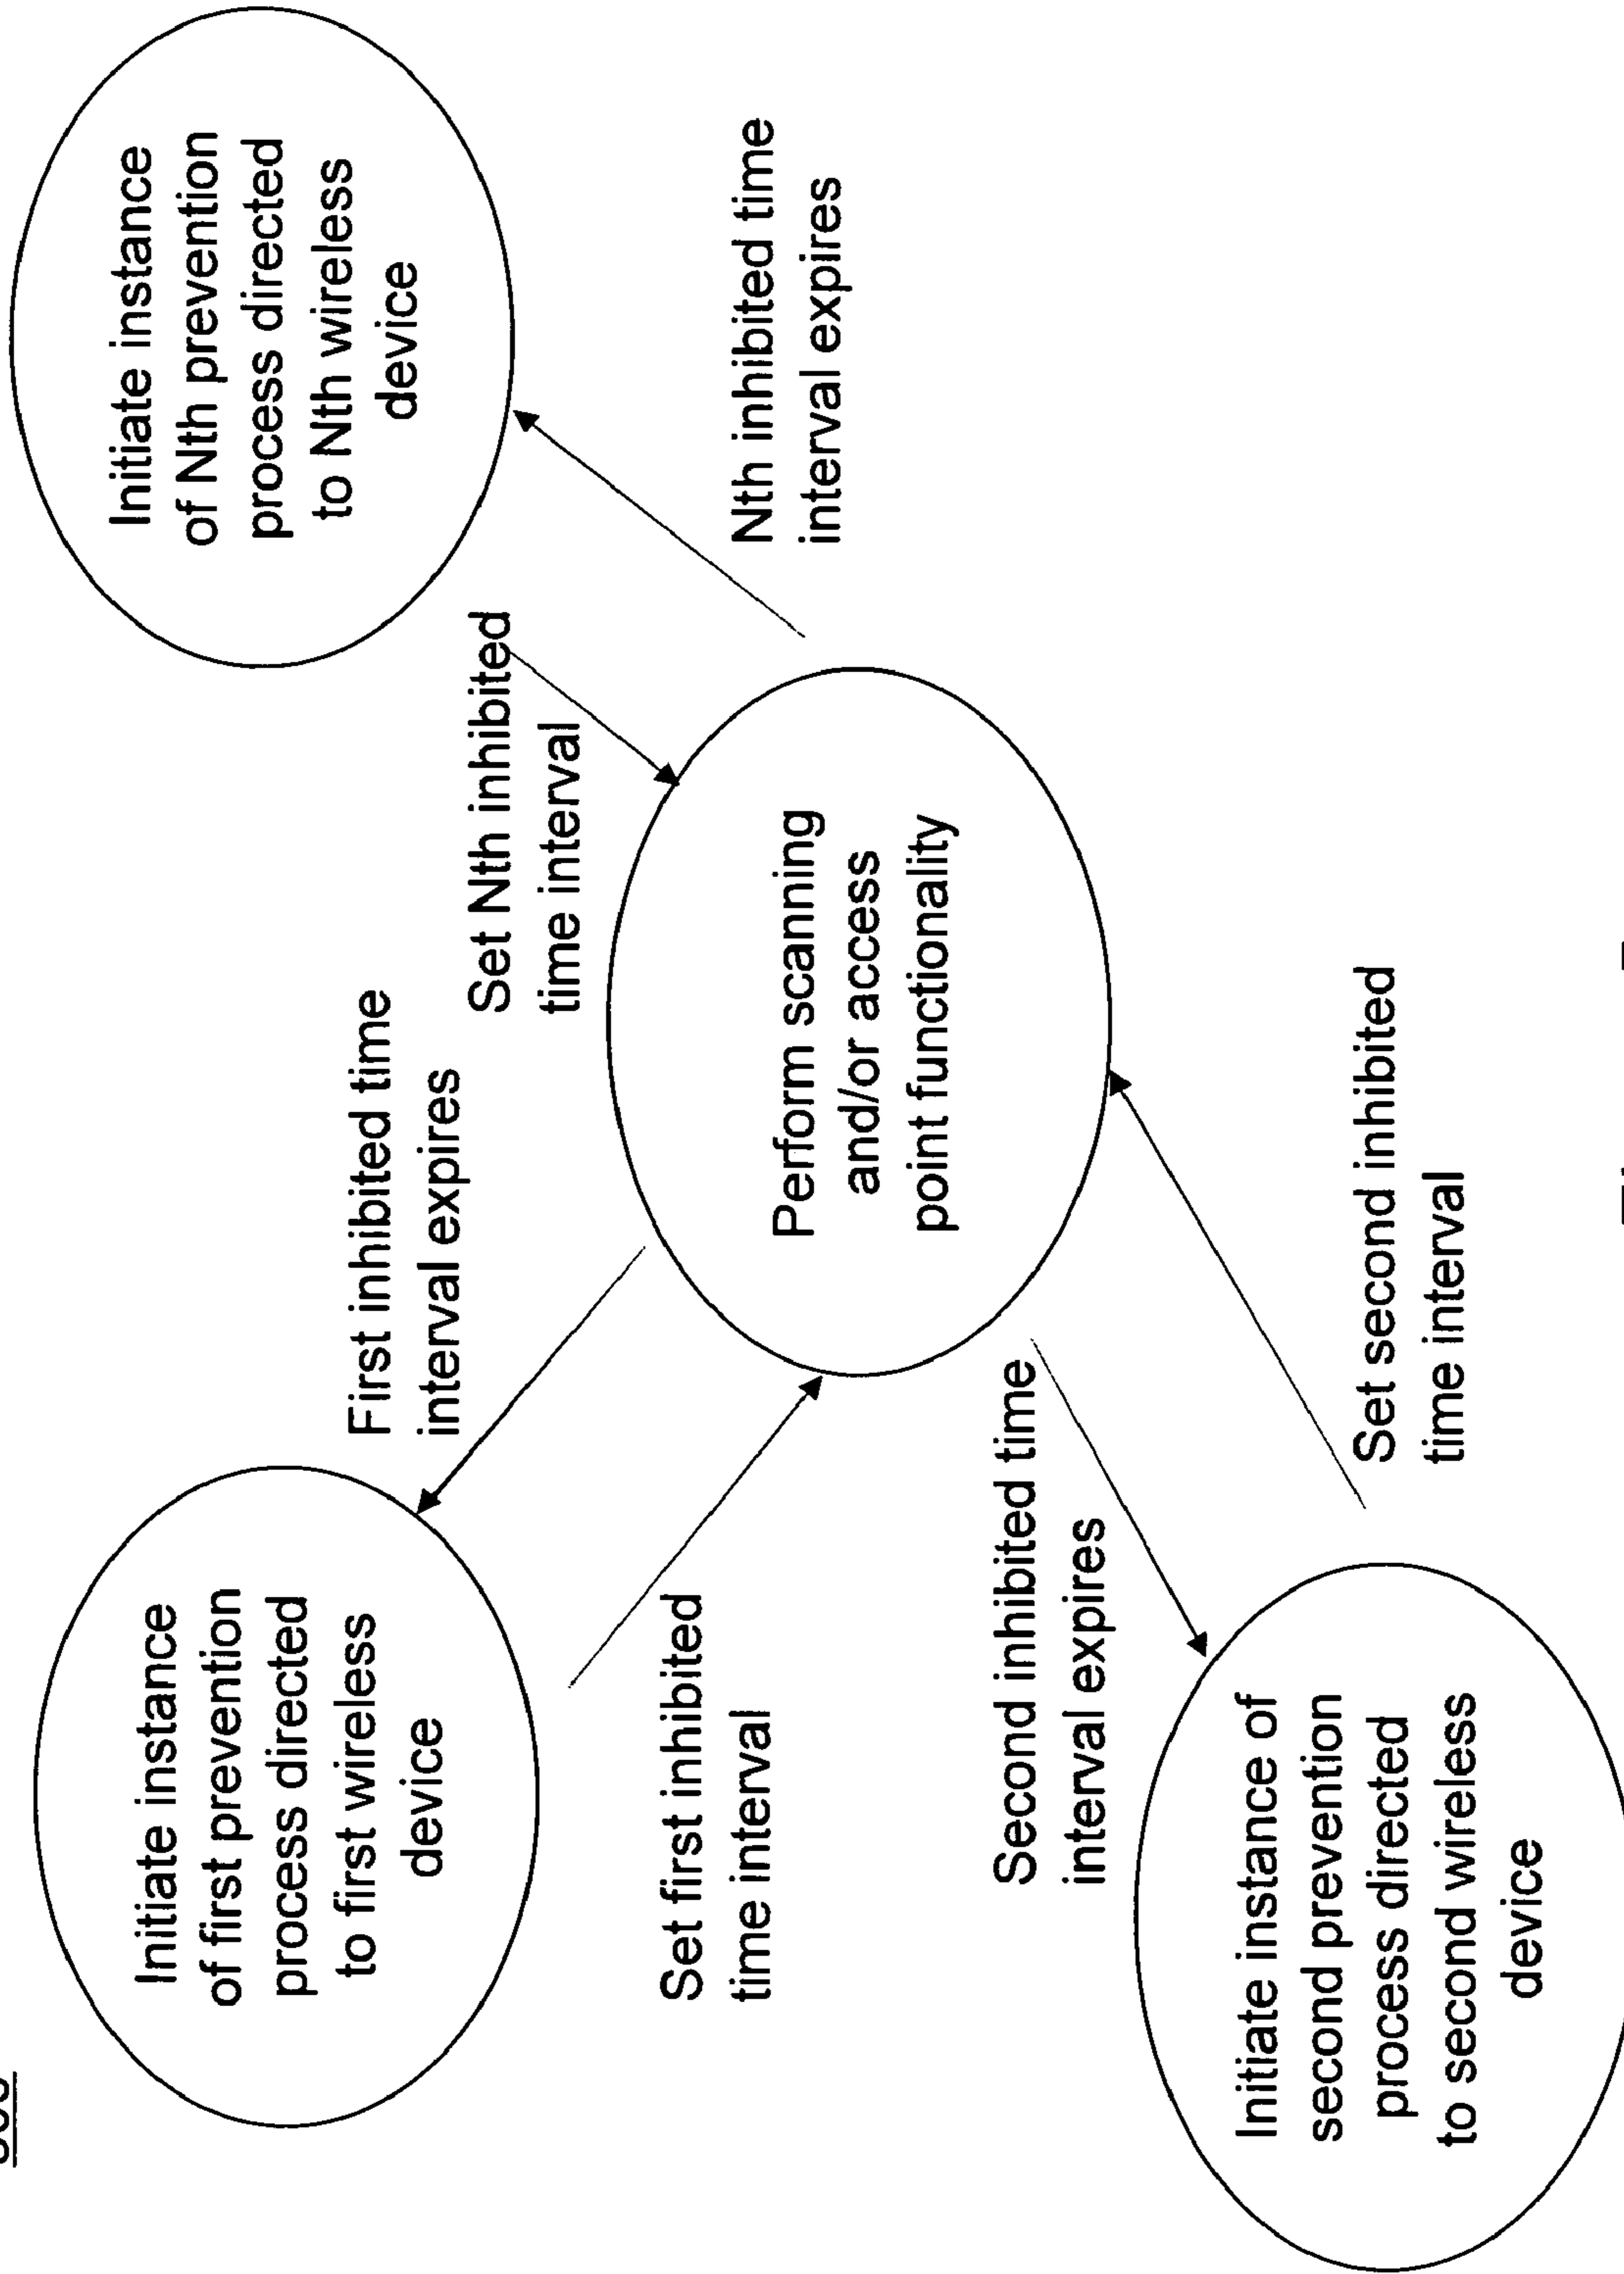 Initiate instance
of first prevention
process directed
to first wireless
device
First inhibited time
interval expires
Set Nth inhibited
time interval
Initiate instance
of Nth prevention
process directed
to Nth wireless
device
Nth inhibited time
interval expires
Set first inhibited
time interval
Perform scanning
and/or access
point functionality
Second inhibited time
interval expires
Set second inhibited
time interval
Initiate instance of
second prevention
process directed
to second wireless
device